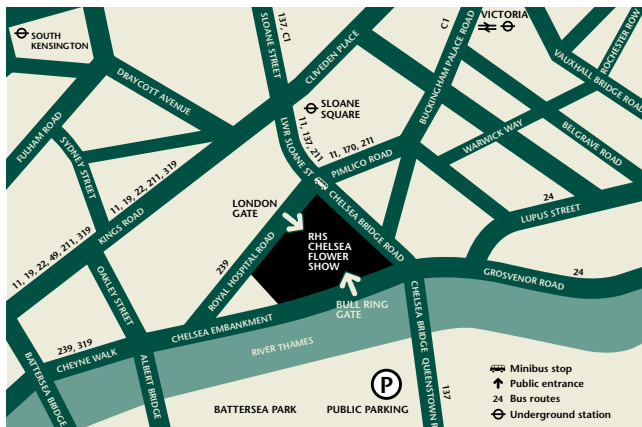 SOUTH
KENSINGTON
FULHAM ROAD
DRAYCOTT AVENUE
SYDNEY STREET
SLOANE STREET
137, C1
CLIVEDEN PLACE
SLOANE
SQUARE
LWR SLOANE ST
11, 137, 211
11, 170, 211
PIMLICO ROAD
C1
BUCKINGHAM PALACE ROAD
VICTORIA
ROCHESTER ROW
VAUXHALL BRIDGE ROAD
BELGRAVE ROAD
WARWICK WAY
24
LUPUS STREET
24
GROSVENOR ROAD
11, 19, 22, 211, 319
KINGS ROAD
11, 19, 22, 49, 211, 319
OAKLEY STREET
LONDON
GATE
239
ROYAL HOSPITAL ROAD
RHS
CHELSEA
FLOWER
SHOW
CHELSEA BRIDGE ROAD
BULL RING
GATE
CHELSEA EMBANKMENT
239, 319
CHEYNE WALK
BATTERSEA BRIDGE
ALBERT BRIDGE
RIVER THAMES
CHELSEA BRIDGE
QUEENSTOWN R
137
BATTERSEA PARK
P
PUBLIC PARKING
Minibus stop
Public entrance
24 Bus routes
Underground station